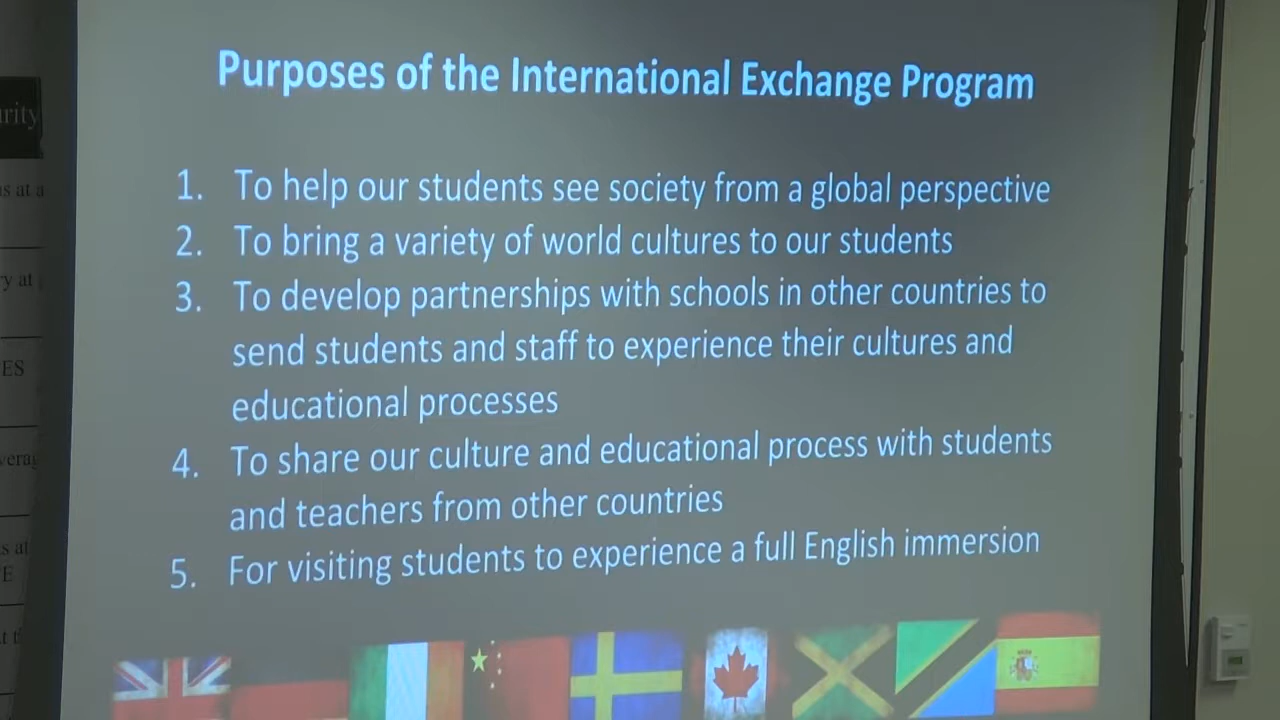 Purposes of the International Exchange Program
1. To help our students see society from a global perspective
2. To bring a variety of world cultures to our students
3. To develop partnerships with schools in other countries to
send students and staff to experience their cultures and
educational processes
4. To share our culture and educational process with students
and teachers from other countries
5. For visiting students to experience a full English immersion